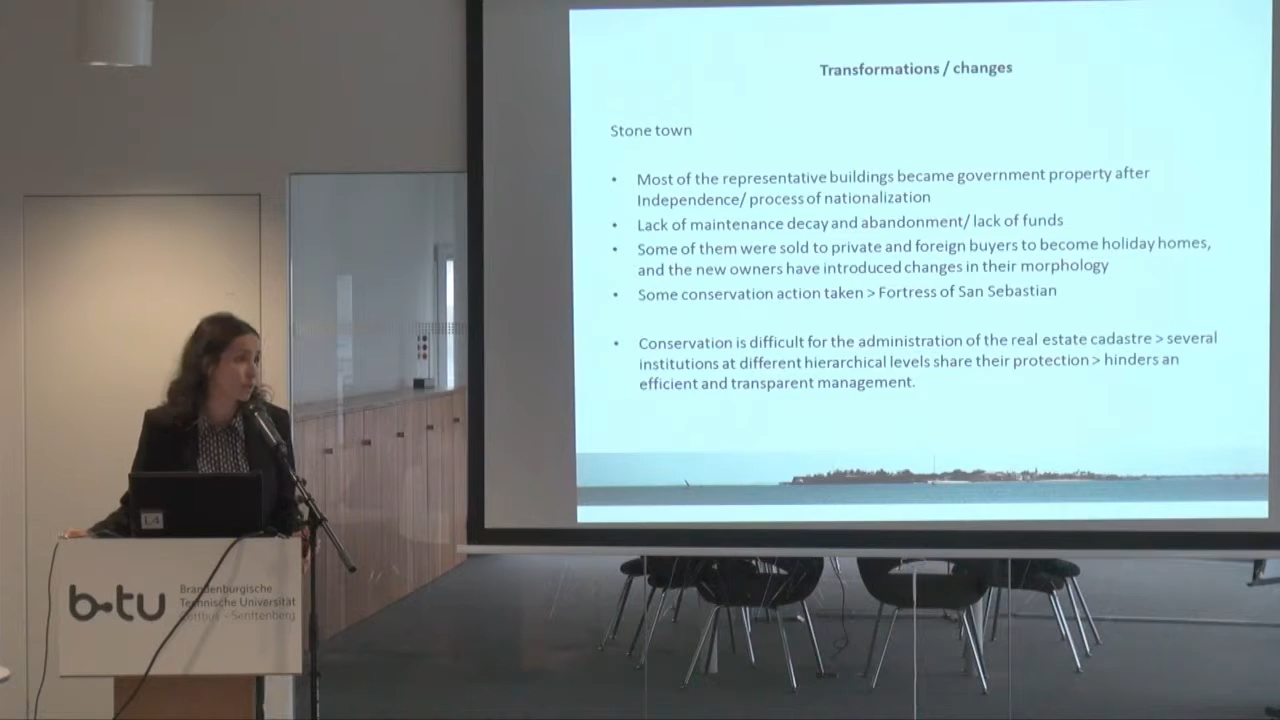 Transformations / changes
Stone town
• Most of the representative buildings became government property after
Independence/ process of nationalization
• Lack of maintenance decay and abandonment/ lack of funds
• Some of them were sold to private and foreign buyers to become holiday homes,
and the new owners have introduced changes in their morphology
• Some conservation action taken > Fortress of San Sebastian
• Conservation is difficult for the administration of the real estate cadastre > several
institutions at different hierarchical levels share their protection > hinders an
efficient and transparent management.
b-tu
Brandenburgische
Technische Universität
Cottbus - Senftenberg